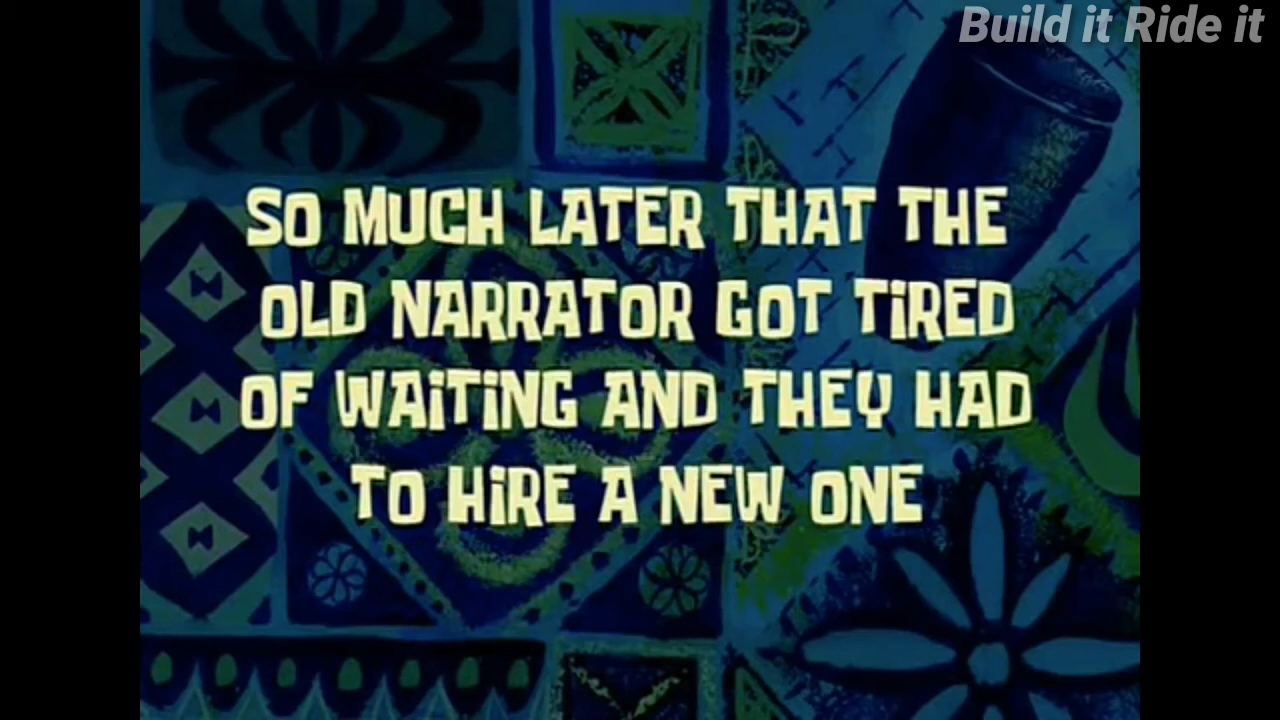 Build it Ride it
SO MUCH LATER THAT THE
OLD NARRATOR GOT TiRED
OF WAiTiNG AND THEY HAD
TO HiRE A NEW ONE